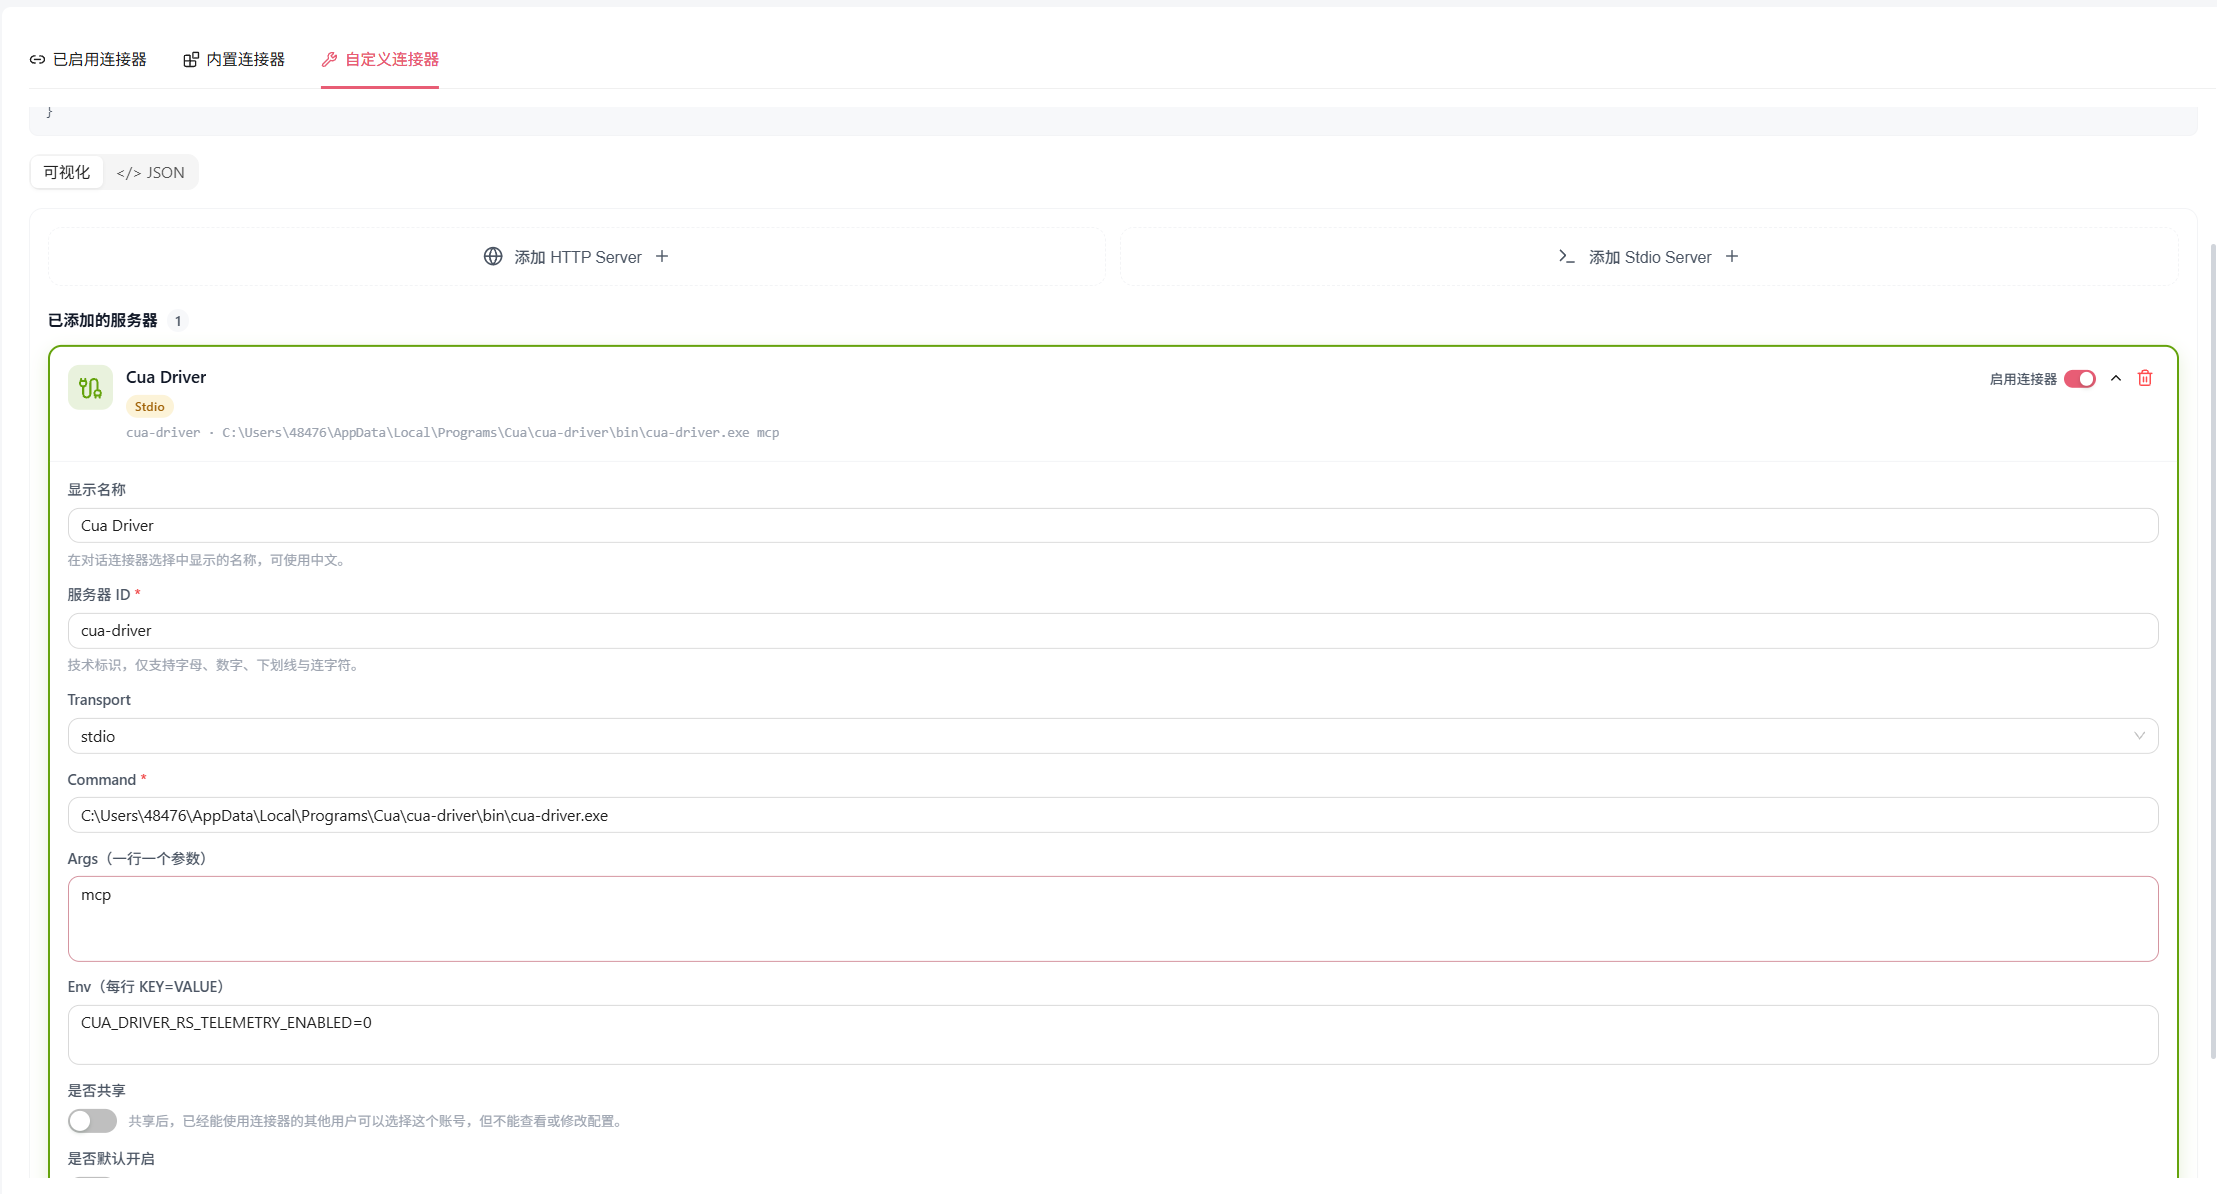 已启用连接器
内置连接器
自定义连接器
}
可视化
</> JSON
添加 HTTP Server +
>_ 添加 Stdio Server +
已添加的服务器 1
Cua Driver
启用连接器
Stdio
cua-driver · C:\Users\48476\AppData\Local\Programs\Cua\cua-driver\bin\cua-driver.exe mcp
显示名称
Cua Driver
在对话连接器选择中显示的名称，可使用中文。
服务器 ID *
cua-driver
技术标识，仅支持字母、数字、下划线与连字符。
Transport
stdio
Command *
C:\Users\48476\AppData\Local\Programs\Cua\cua-driver\bin\cua-driver.exe
Args（一行一个参数）
mcp
Env（每行 KEY=VALUE）
CUA_DRIVER_RS_TELEMETRY_ENABLED=0
是否共享
共享后，已经能使用连接器的其他用户可以选择这个账号，但不能查看或修改配置。
是否默认开启